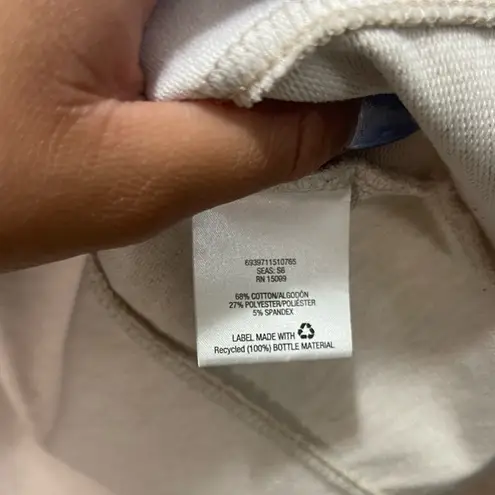 6939711510765
SEAS: S6
RN 15099
68% COTTON/ALGODÓN
27% POLYESTER/POLIÉSTER
5% SPANDEX
LABEL MADE WITH
Recycled (100%) BOTTLE MATERIAL